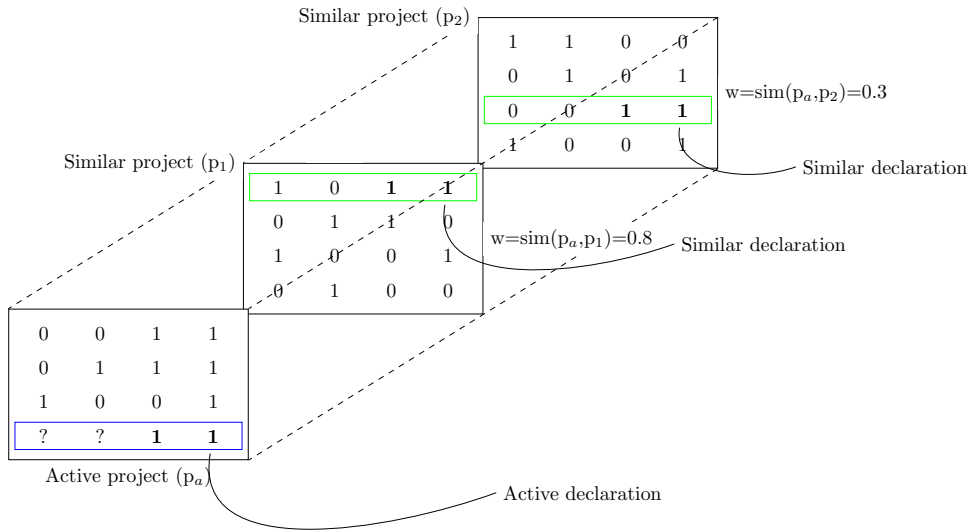 Similar project (p₂)
1 1 0 0
0 1 0 1
0 0 1 1
1 0 0 1
w=sim(pₐ,p₂)=0.3
Similar declaration
Similar project (p₁)
1 0 1 1
0 1 1 0
1 0 0 1
0 1 0 0
w=sim(pₐ,p₁)=0.8
Similar declaration
0 0 1 1
0 1 1 1
1 0 0 1
? ? 1 1
Active project (pₐ)
Active declaration